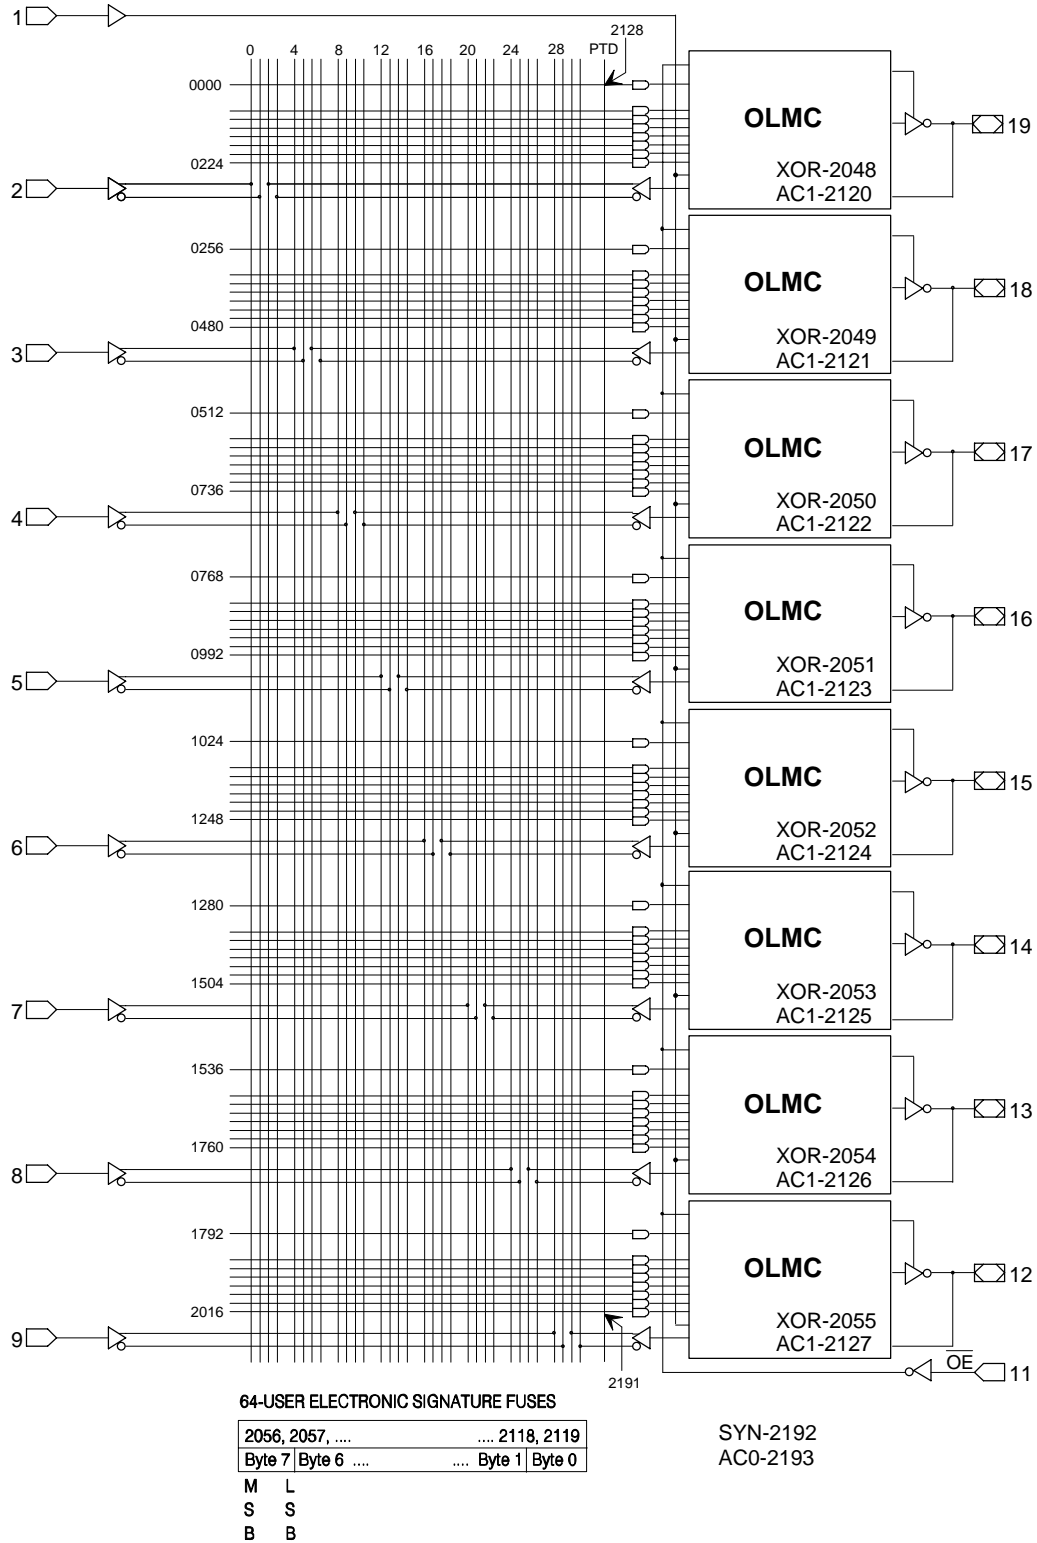 1
2128
0 4 8 12 16 20 24 28 PTD
0000
OLMC
19
0224
XOR-2048
AC1-2120
2
0256
OLMC
18
0480
XOR-2049
AC1-2121
3
0512
OLMC
17
0736
XOR-2050
AC1-2122
4
0768
OLMC
16
0992
XOR-2051
AC1-2123
5
1024
OLMC
15
1248
XOR-2052
AC1-2124
6
1280
OLMC
14
1504
XOR-2053
AC1-2125
7
1536
OLMC
13
1760
XOR-2054
AC1-2126
8
1792
OLMC
12
2016
XOR-2055
AC1-2127
9
OE
11
2191
64-USER ELECTRONIC SIGNATURE FUSES
2056, 2057, .... .... 2118, 2119
Byte 7 Byte 6 .... .... Byte 1 Byte 0
M L
S S
B B
SYN-2192
AC0-2193